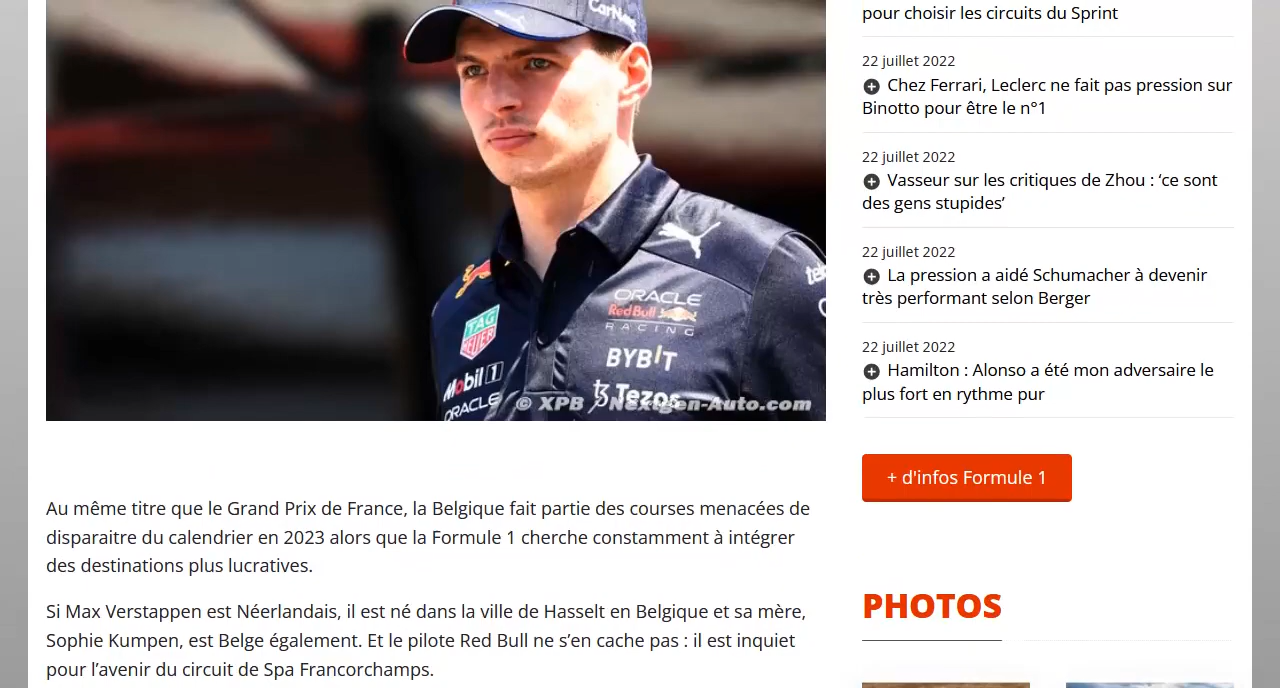 CarNext
TAG
HEUER
Mobil 1
ORACLE
ORACLE
Red Bull
RACING
BYBIT
Tezos
© XPB / Nextgen-Auto.com
Au même titre que le Grand Prix de France, la Belgique fait partie des courses menacées de
disparaitre du calendrier en 2023 alors que la Formule 1 cherche constamment à intégrer
des destinations plus lucratives.
Si Max Verstappen est Néerlandais, il est né dans la ville de Hasselt en Belgique et sa mère,
Sophie Kumpen, est Belge également. Et le pilote Red Bull ne s’en cache pas : il est inquiet
pour l’avenir du circuit de Spa Francorchamps.
pour choisir les circuits du Sprint
22 juillet 2022
Chez Ferrari, Leclerc ne fait pas pression sur
Binotto pour être le n°1
22 juillet 2022
Vasseur sur les critiques de Zhou : ‘ce sont
des gens stupides’
22 juillet 2022
La pression a aidé Schumacher à devenir
très performant selon Berger
22 juillet 2022
Hamilton : Alonso a été mon adversaire le
plus fort en rythme pur
+ d'infos Formule 1
PHOTOS